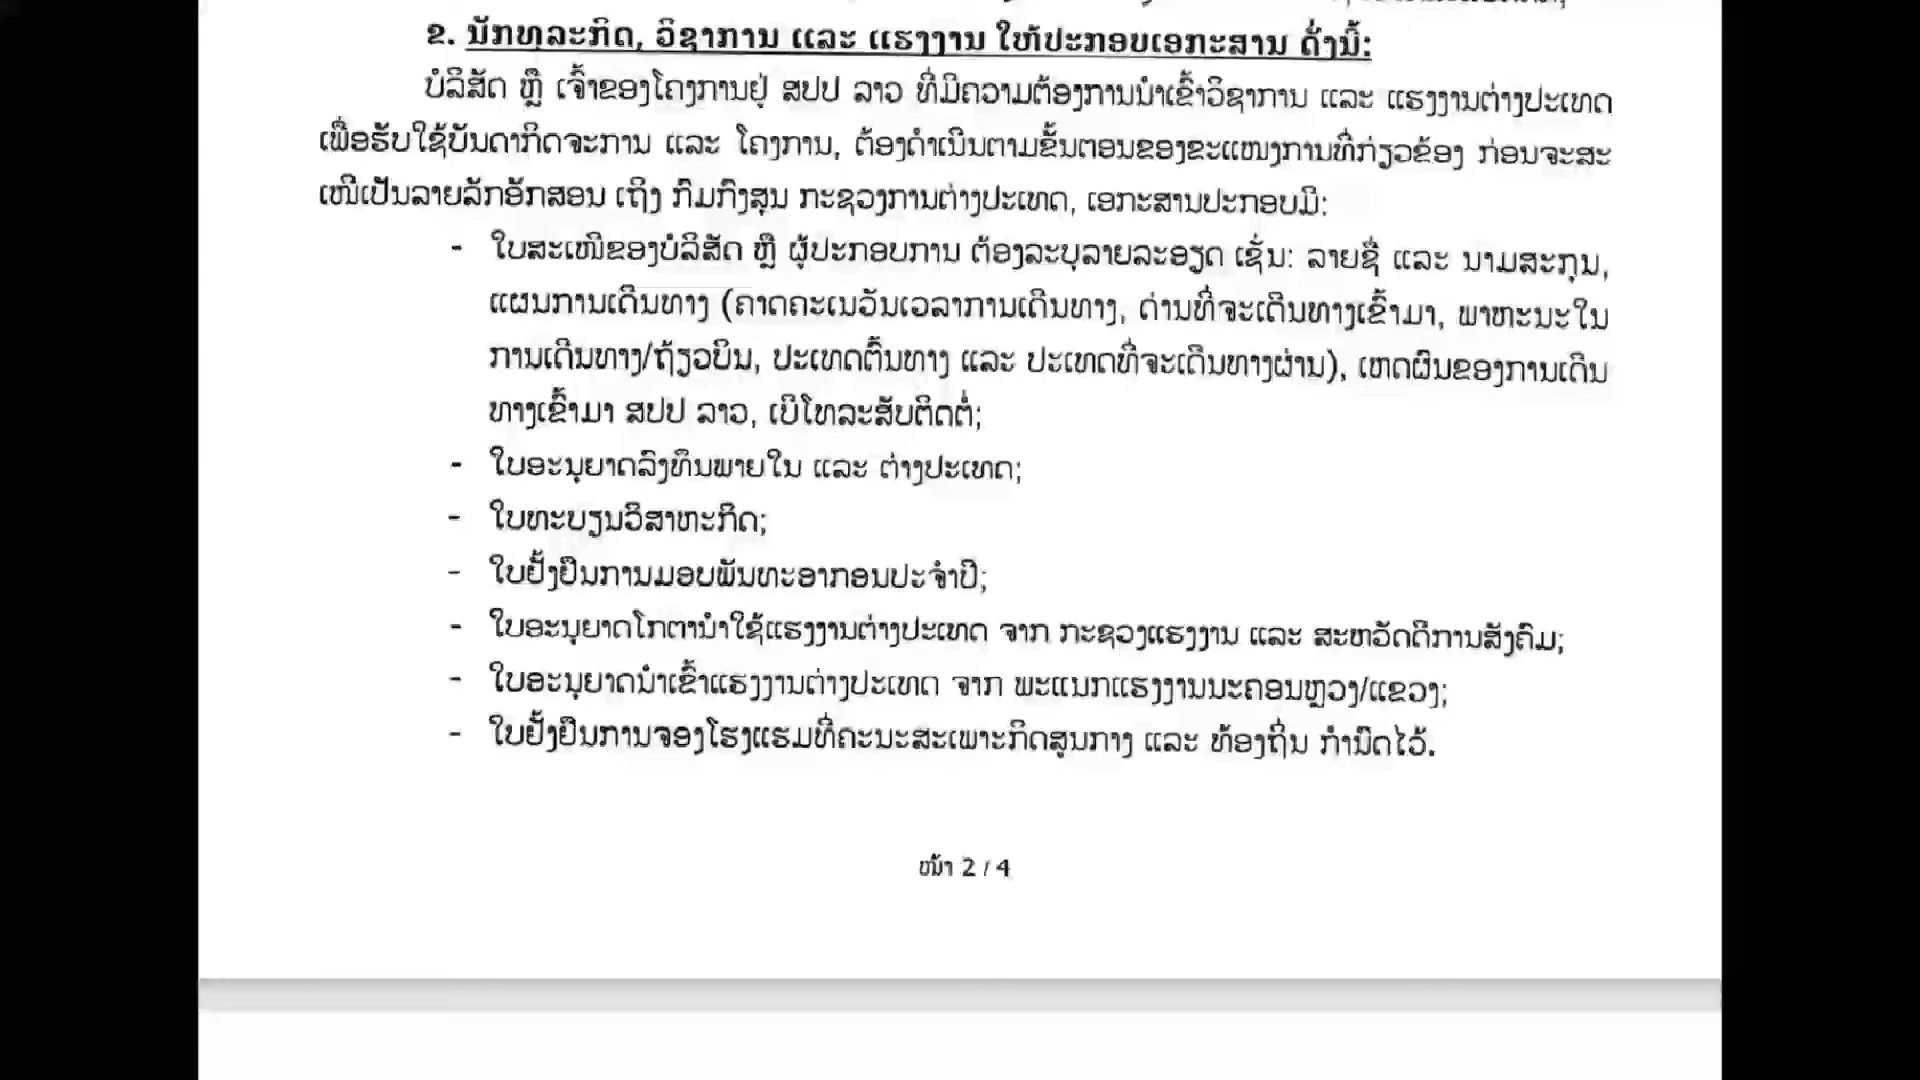 ຂ. ນັກທຸລະກິດ, ວິຊາການ ແລະ ແຮງງານ ໃຫ້ປະກອບເອກະສານ ດັ່ງນີ້:
ບໍລິສັດ ຫຼື ເຈົ້າຂອງໂຄງການຢູ່ ສປປ ລາວ ທີ່ມີຄວາມຕ້ອງການນໍາເຂົ້າວິຊາການ ແລະ ແຮງງານຕ່າງປະເທດ
ເພື່ອຮັບໃຊ້ບັນດາກິດຈະການ ແລະ ໂຄງການ, ຕ້ອງດໍາເນີນຕາມຂັ້ນຕອນຂອງຂະແໜງການທີ່ກ່ຽວຂ້ອງ ກ່ອນຈະສະ
ເໜີເປັນລາຍລັກອັກສອນ ເຖິງ ກົມກົງສຸນ ກະຊວງການຕ່າງປະເທດ, ເອກະສານປະກອບມີ:
- ໃບສະເໜີຂອງບໍລິສັດ ຫຼື ຜູ້ປະກອບການ ຕ້ອງລະບຸລາຍລະອຽດ ເຊັ່ນ: ລາຍຊື່ ແລະ ນາມສະກຸນ,
ແຜນການເດີນທາງ (ຄາດຄະເນວັນເວລາການເດີນທາງ, ດ່ານທີ່ຈະເດີນທາງເຂົ້າມາ, ພາຫະນະໃນ
ການເດີນທາງ/ຖ້ຽວບິນ, ປະເທດຕົ້ນທາງ ແລະ ປະເທດທີ່ຈະເດີນທາງຜ່ານ), ເຫດຜົນຂອງການເດີນ
ທາງເຂົ້າມາ ສປປ ລາວ, ເບີໂທລະສັບຕິດຕໍ່;
- ໃບອະນຸຍາດລົງທຶນພາຍໃນ ແລະ ຕ່າງປະເທດ;
- ໃບທະບຽນວິສາຫະກິດ;
- ໃບຢັ້ງຢືນການມອບພັນທະອາກອນປະຈໍາປີ;
- ໃບອະນຸຍາດໂກຕານໍາໃຊ້ແຮງງານຕ່າງປະເທດ ຈາກ ກະຊວງແຮງງານ ແລະ ສະຫວັດດີການສັງຄົມ;
- ໃບອະນຸຍາດນໍາເຂົ້າແຮງງານຕ່າງປະເທດ ຈາກ ພະແນກແຮງງານນະຄອນຫຼວງ/ແຂວງ;
- ໃບຢັ້ງຢືນການຈອງໂຮງແຮມທີ່ຄະນະສະເພາະກິດສູນກາງ ແລະ ທ້ອງຖິ່ນ ກໍານົດໄວ້.
ໜ້າ 2 / 4